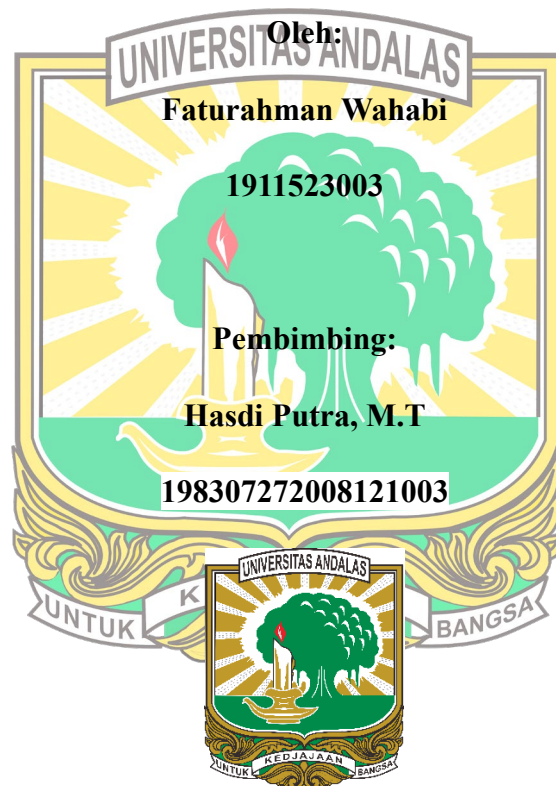 UNIVERSITAS ANDALAS
Oleh:
Faturahman Wahabi
1911523003
Pembimbing:
Hasdi Putra, M.T
198307272008121003
UNTUK K BANGSA
UNIVERSITAS ANDALAS
UNTUK KEDJAJAAN BANGSA